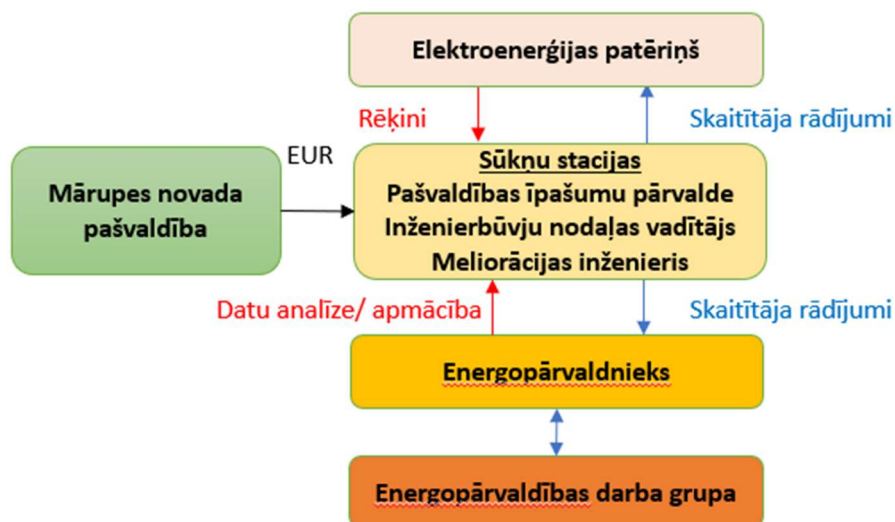 Elektroenerģijas patēriņš
Rēķini
Skaitītāja rādījumi
EUR
Mārupes novada
pašvaldība
Sūkņu stacijas
Pašvaldības īpašumu pārvalde
Inženierbūvju nodaļas vadītājs
Meliorācijas inženieris
Datu analīze/ apmācība
Skaitītāja rādījumi
Energopārvaldnieks
Energopārvaldības darba grupa